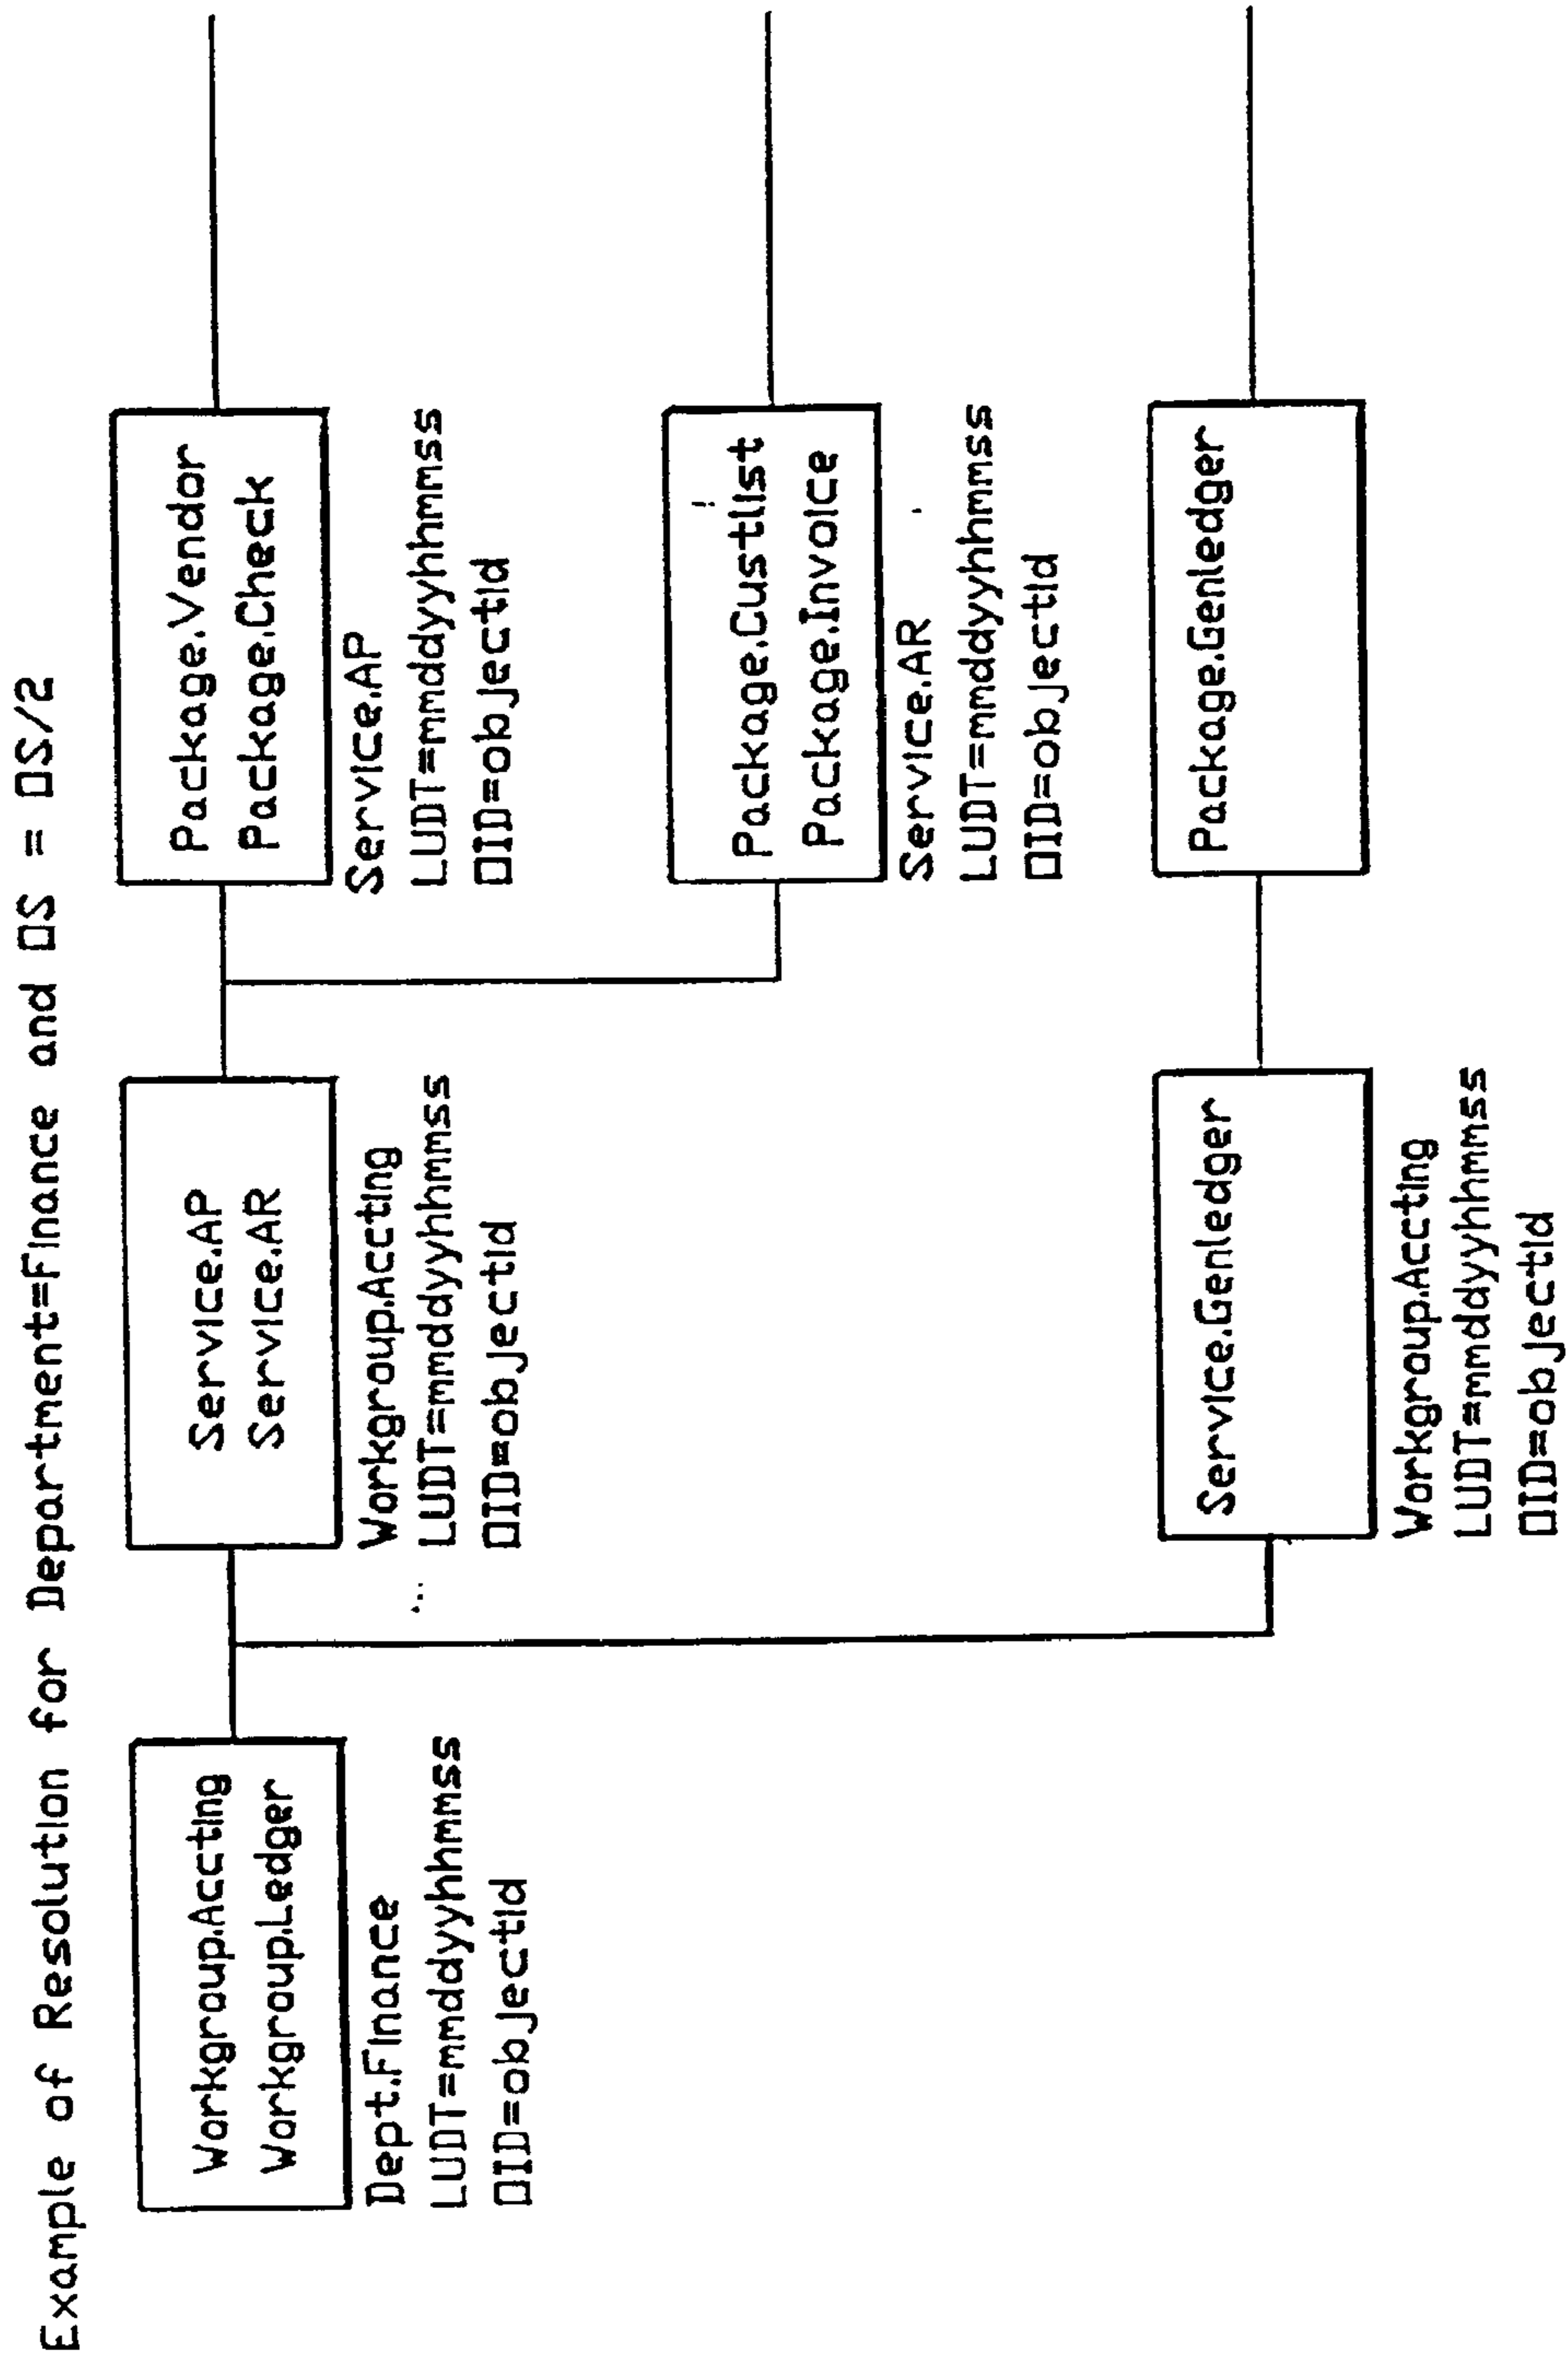 Example of Resolution for Department=Finance and OS = OS/2
Workgroup.Accting
Workgroup.Ledger
Dept.Finance
LUDT=mmddyyhhmmss
OID=objectId
Service.AP
Service.AR
Workgroup.Accting
LUDT=mmddyyhhmmss
OID=objectId
Package.Vendor
Package.Check
Service.AP
LUDT=mmddyyhhmmss
OID=objectId
Package.Custlist
Package.Invoice
Service.AR
LUDT=mmddyyhhmmss
OID=objectId
Service.Genledger
Workgroup.Accting
LUDT=mmddyyhhmmss
OID=objectId
Package.Genledger